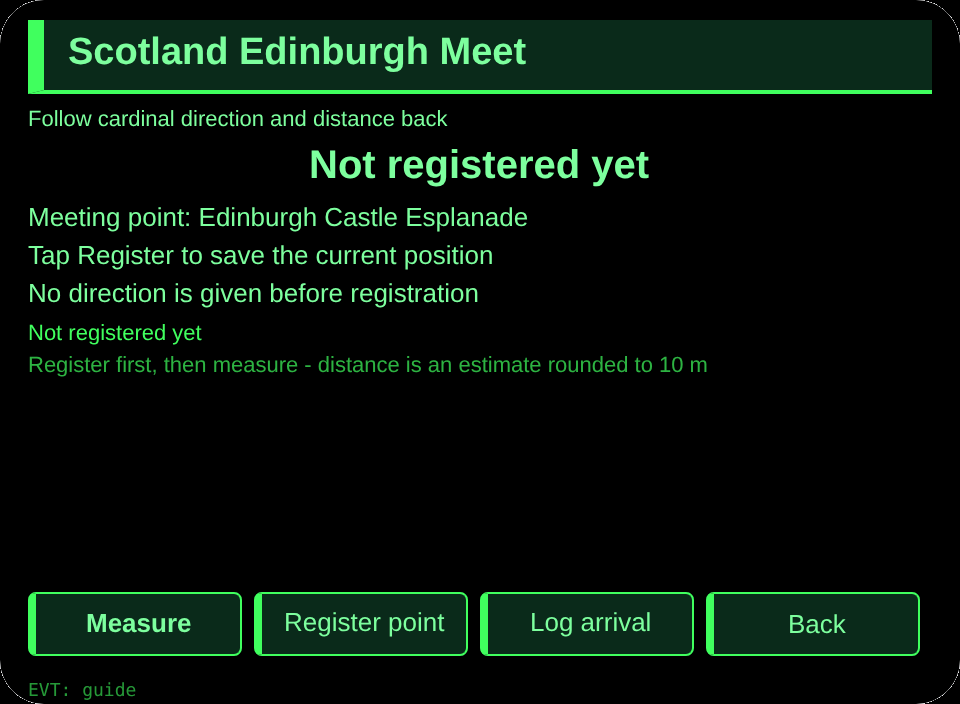 Scotland Edinburgh Meet
Follow cardinal direction and distance back
Not registered yet
Meeting point: Edinburgh Castle Esplanade
Tap Register to save the current position
No direction is given before registration
Not registered yet
Register first, then measure - distance is an estimate rounded to 10 m
Measure
Register point
Log arrival
Back
EVT: guide